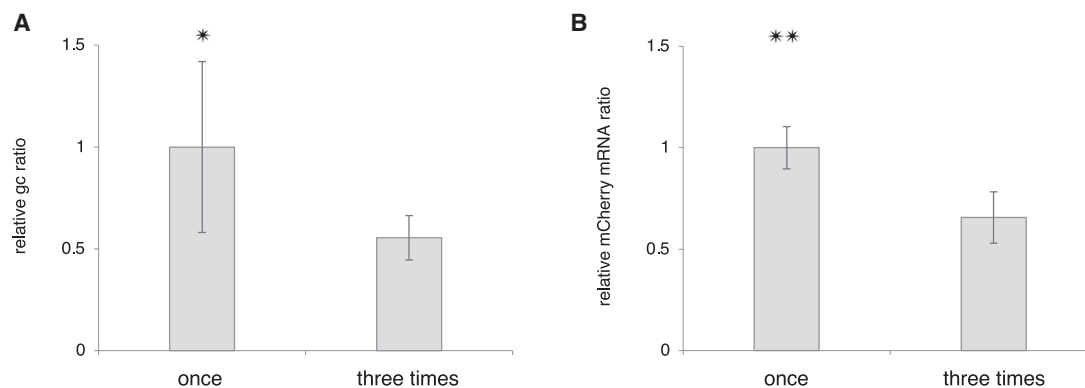 A
1.5
1
0.5
0
relative gc ratio
*
once
three times
B
1.5
1
0.5
0
relative mCherry mRNA ratio
**
once
three times